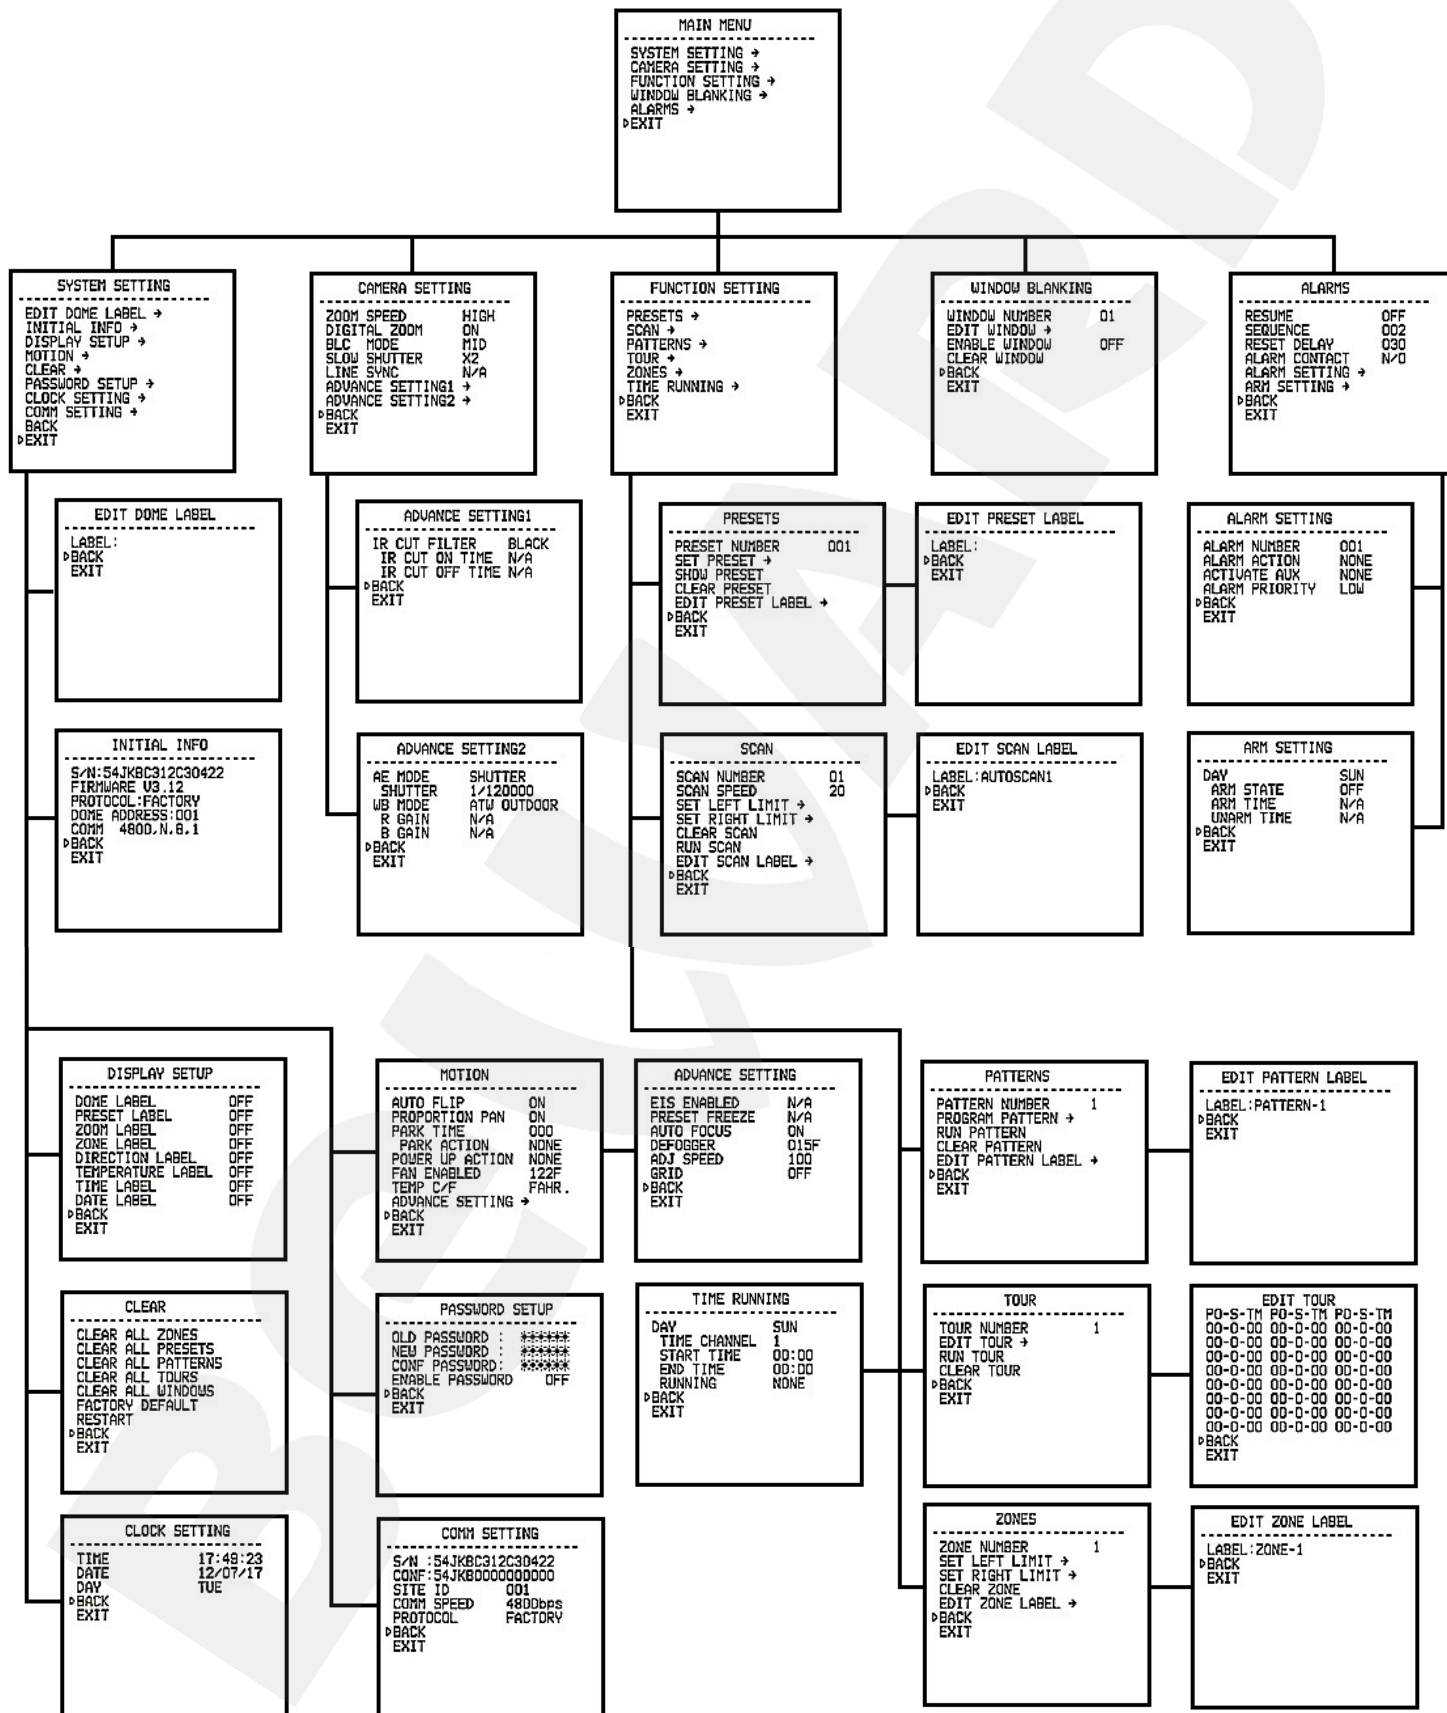 MAIN MENU
SYSTEM SETTING →
CAMERA SETTING →
FUNCTION SETTING →
WINDOW BLANKING →
ALARMS →
▷EXIT
SYSTEM SETTING
EDIT DOME LABEL →
INITIAL INFO →
DISPLAY SETUP →
MOTION →
CLEAR →
PASSWORD SETUP →
CLOCK SETTING →
COMM SETTING →
BACK
▷EXIT
CAMERA SETTING
ZOOM SPEED HIGH
DIGITAL ZOOM ON
BLC MODE MID
SLOW SHUTTER X2
LINE SYNC N/A
ADVANCE SETTING1 →
ADVANCE SETTING2 →
▷BACK
EXIT
FUNCTION SETTING
PRESETS →
SCAN →
PATTERNS →
TOUR →
ZONES →
TIME RUNNING →
▷BACK
EXIT
WINDOW BLANKING
WINDOW NUMBER 01
EDIT WINDOW →
ENABLE WINDOW OFF
CLEAR WINDOW
▷BACK
EXIT
ALARMS
RESUME OFF
SEQUENCE 002
RESET DELAY 030
ALARM CONTACT N/O
ALARM SETTING →
ARM SETTING →
▷BACK
EXIT
EDIT DOME LABEL
LABEL:
▷BACK
EXIT
ADVANCE SETTING1
IR CUT FILTER BLACK
IR CUT ON TIME N/A
IR CUT OFF TIME N/A
▷BACK
EXIT
PRESETS
PRESET NUMBER 001
SET PRESET →
SHOW PRESET
CLEAR PRESET
EDIT PRESET LABEL →
▷BACK
EXIT
EDIT PRESET LABEL
LABEL:
▷BACK
EXIT
ALARM SETTING
ALARM NUMBER 001
ALARM ACTION NONE
ACTIVATE AUX NONE
ALARM PRIORITY LOW
▷BACK
EXIT
INITIAL INFO
S/N:54JKBC312C30422
FIRMWARE V3.12
PROTOCOL:FACTORY
DOME ADDRESS:001
COMM 4800,N,8,1
▷BACK
EXIT
ADVANCE SETTING2
AE MODE SHUTTER
SHUTTER 1/120000
WB MODE ATW OUTDOOR
R GAIN N/A
B GAIN N/A
▷BACK
EXIT
SCAN
SCAN NUMBER 01
SCAN SPEED 20
SET LEFT LIMIT →
SET RIGHT LIMIT →
CLEAR SCAN
RUN SCAN
EDIT SCAN LABEL →
▷BACK
EXIT
EDIT SCAN LABEL
LABEL:AUTOSCAN1
▷BACK
EXIT
ARM SETTING
DAY SUN
ARM STATE OFF
ARM TIME N/A
UNARM TIME N/A
▷BACK
EXIT
DISPLAY SETUP
DOME LABEL OFF
PRESET LABEL OFF
ZOOM LABEL OFF
ZONE LABEL OFF
DIRECTION LABEL OFF
TEMPERATURE LABEL OFF
TIME LABEL OFF
DATE LABEL OFF
▷BACK
EXIT
MOTION
AUTO FLIP ON
PROPORTION PAN ON
PARK TIME 000
PARK ACTION NONE
POWER UP ACTION NONE
FAN ENABLED 122F
TEMP C/F FAHR.
ADVANCE SETTING →
▷BACK
EXIT
ADVANCE SETTING
EIS ENABLED N/A
PRESET FREEZE N/A
AUTO FOCUS ON
DEFOGGER 015F
ADJ SPEED 100
GRID OFF
▷BACK
EXIT
PATTERNS
PATTERN NUMBER 1
PROGRAM PATTERN →
RUN PATTERN
CLEAR PATTERN
EDIT PATTERN LABEL →
▷BACK
EXIT
EDIT PATTERN LABEL
LABEL:PATTERN-1
▷BACK
EXIT
CLEAR
CLEAR ALL ZONES
CLEAR ALL PRESETS
CLEAR ALL PATTERNS
CLEAR ALL TOURS
CLEAR ALL WINDOWS
FACTORY DEFAULT
RESTART
▷BACK
EXIT
PASSWORD SETUP
OLD PASSWORD : ******
NEW PASSWORD : ******
CONF PASSWORD: ******
ENABLE PASSWORD OFF
▷BACK
EXIT
TIME RUNNING
DAY SUN
TIME CHANNEL 1
START TIME 00:00
END TIME 00:00
RUNNING NONE
▷BACK
EXIT
TOUR
TOUR NUMBER 1
EDIT TOUR →
RUN TOUR
CLEAR TOUR
▷BACK
EXIT
EDIT TOUR
PO-S-TM PO-S-TM PO-S-TM
00-0-00 00-0-00 00-0-00
00-0-00 00-0-00 00-0-00
00-0-00 00-0-00 00-0-00
00-0-00 00-0-00 00-0-00
00-0-00 00-0-00 00-0-00
00-0-00 00-0-00 00-0-00
00-0-00 00-0-00 00-0-00
00-0-00 00-0-00 00-0-00
▷BACK
EXIT
CLOCK SETTING
TIME 17:49:23
DATE 12/07/17
DAY TUE
▷BACK
EXIT
COMM SETTING
S/N :54JKBC312C30422
CONF:54JKB0000000000
SITE ID 001
COMM SPEED 4800bps
PROTOCOL FACTORY
▷BACK
EXIT
ZONES
ZONE NUMBER 1
SET LEFT LIMIT →
SET RIGHT LIMIT →
CLEAR ZONE
EDIT ZONE LABEL →
▷BACK
EXIT
EDIT ZONE LABEL
LABEL:ZONE-1
▷BACK
EXIT
BEWARD